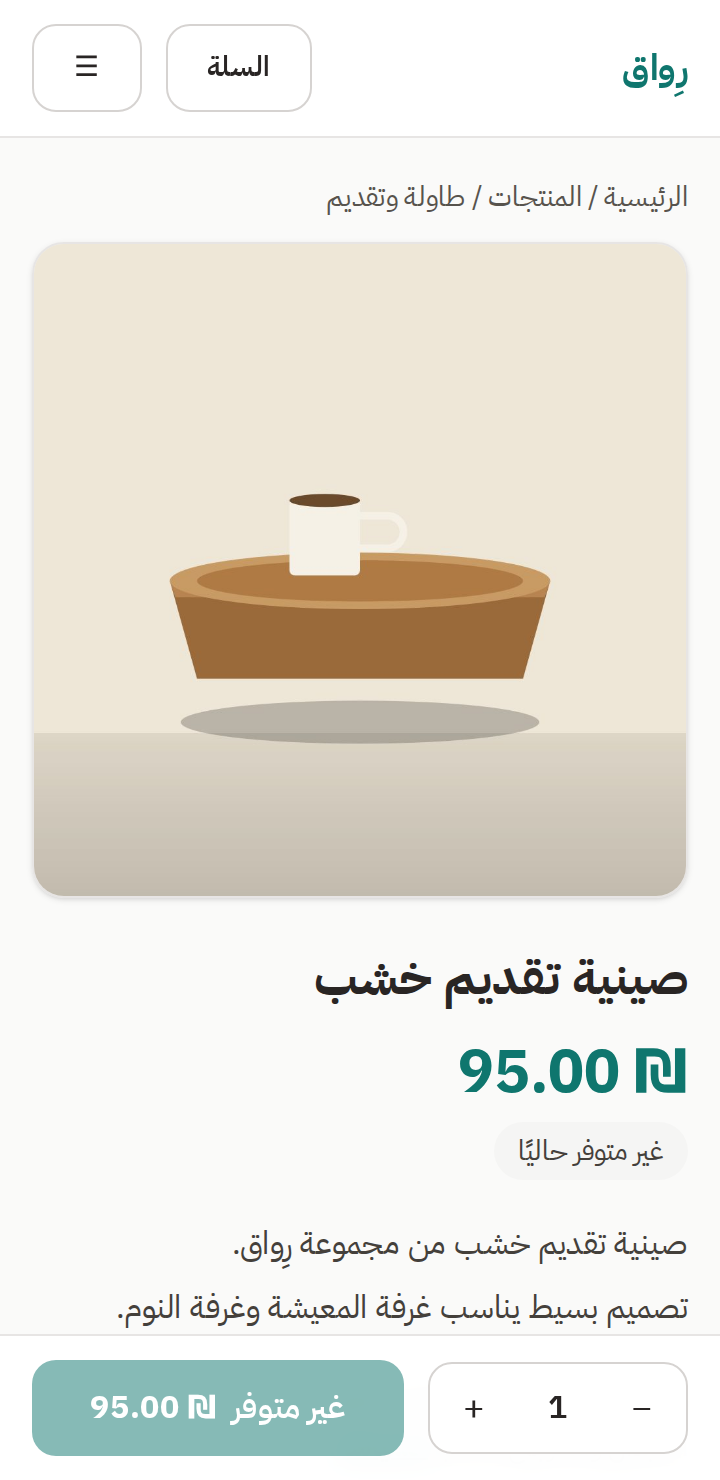 رِواق
السلة
☰
الرئيسية / المنتجات / طاولة وتقديم
صينية تقديم خشب
₪ 95.00
غير متوفر حاليًا
صينية تقديم خشب من مجموعة رِواق.
تصميم بسيط يناسب غرفة المعيشة وغرفة النوم.
− 1 +
غير متوفر ₪ 95.00